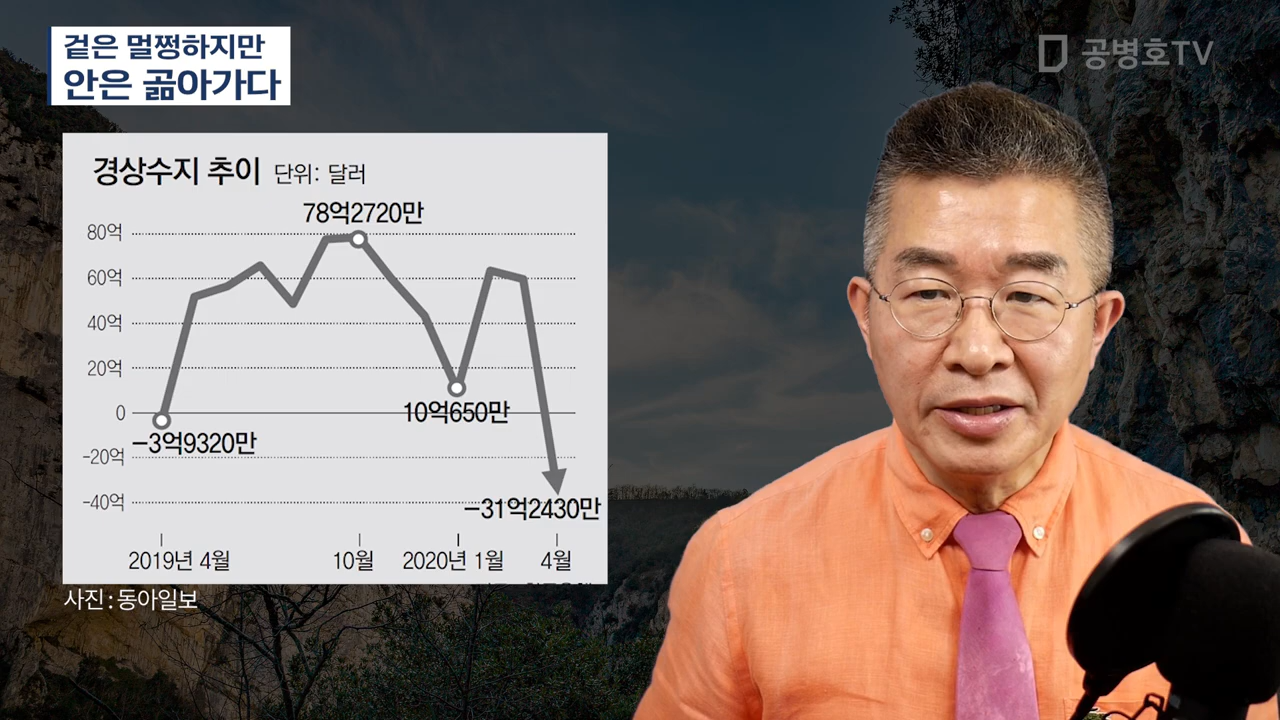 겉은 멀쩡하지만
안은 곪아가다
공병호TV
경상수지 추이 단위: 달러
78억2720만
80억
60억
40억
20억
10억650만
0
-3억9320만
-20억
-40억
-31억2430만
2019년 4월 10월 2020년 1월 4월
사진 : 동아일보